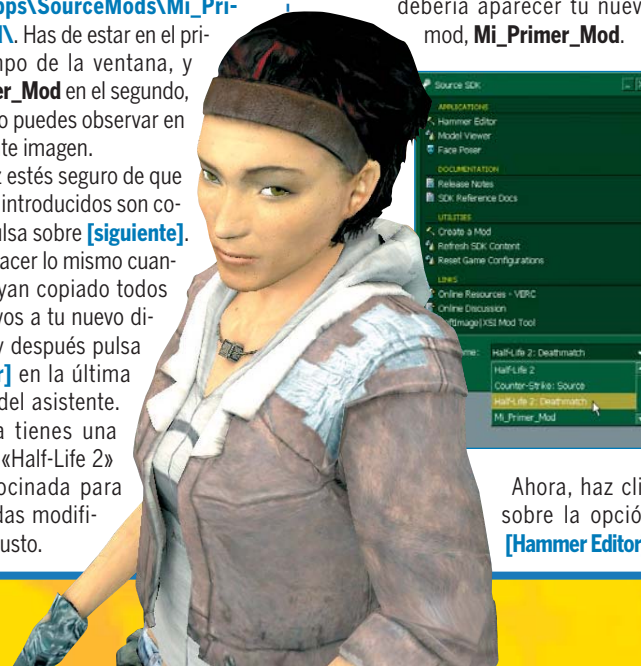 pps\SourceMods\Mi_Pri-
\. Has de estar en el pri-
mpo de la ventana, y
er_Mod en el segundo,
o puedes observar en
te imagen.
z estés seguro de que
introducidos son co-
ulsa sobre [siguiente].
acer lo mismo cuan-
yan copiado todos
vos a tu nuevo di-
y después pulsa
r] en la última
del asistente.
a tienes una
«Half-Life 2»
ocinada para
das modifi-
usto.
debería aparecer tu nuev
mod, Mi_Primer_Mod.
Source SDK
APPLICATIONS
Hammer Editor
Model Viewer
Face Poser
DOCUMENTATION
Release Notes
SDK Reference Docs
UTILITIES
Create a Mod
Refresh SDK Content
Reset Game Configurations
LINKS
Online Resources - VERC
Online Discussion
oftImage|XSI Mod Tool
me: Half-Life 2: Deathmatch
Half-Life 2
Counter-Strike: Source
Half-Life 2: Deathmatch
Mi_Primer_Mod
Ahora, haz cli
sobre la opció
[Hammer Editor